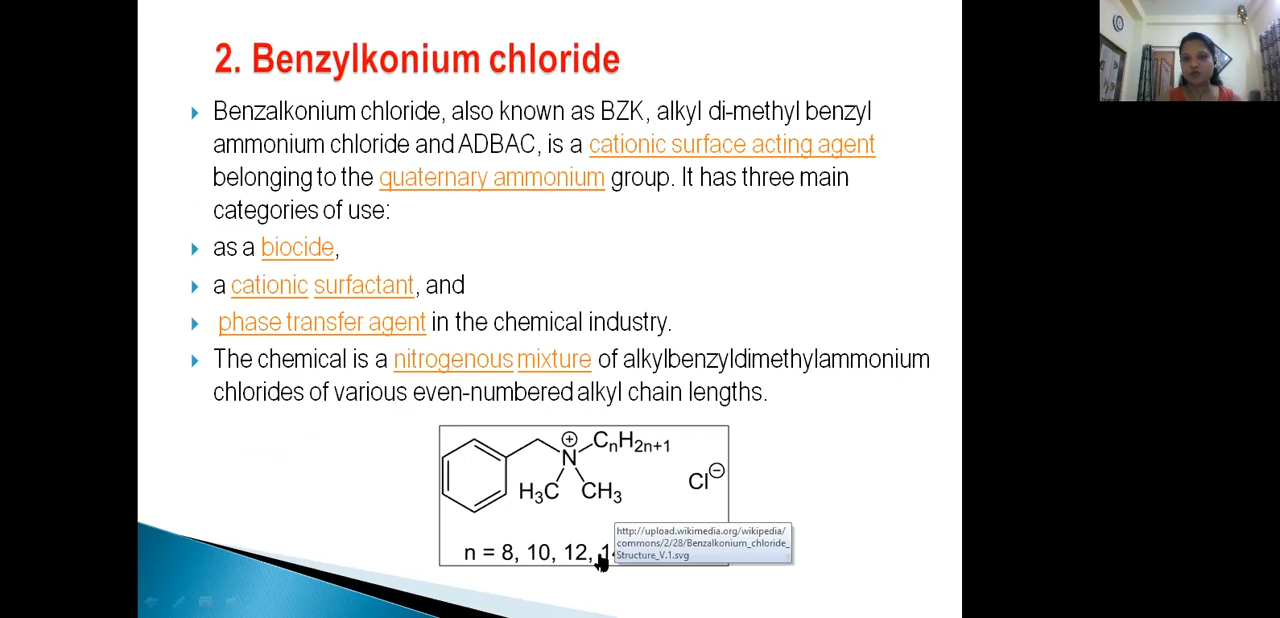 2. Benzylkonium chloride
Benzalkonium chloride, also known as BZK, alkyl di-methyl benzyl
ammonium chloride and ADBAC, is a cationic surface acting agent
belonging to the quaternary ammonium group. It has three main
categories of use:
as a biocide,
a cationic surfactant, and
phase transfer agent in the chemical industry.
The chemical is a nitrogenous mixture of alkylbenzyldimethylammonium
chlorides of various even-numbered alkyl chain lengths.
⊕ CnH2n+1
N
Cl⊖
H3C CH3
http://upload.wikimedia.org/wikipedia/
commons/2/28/Benzalkonium_chloride_
Structure_V.1.svg
n = 8, 10, 12,